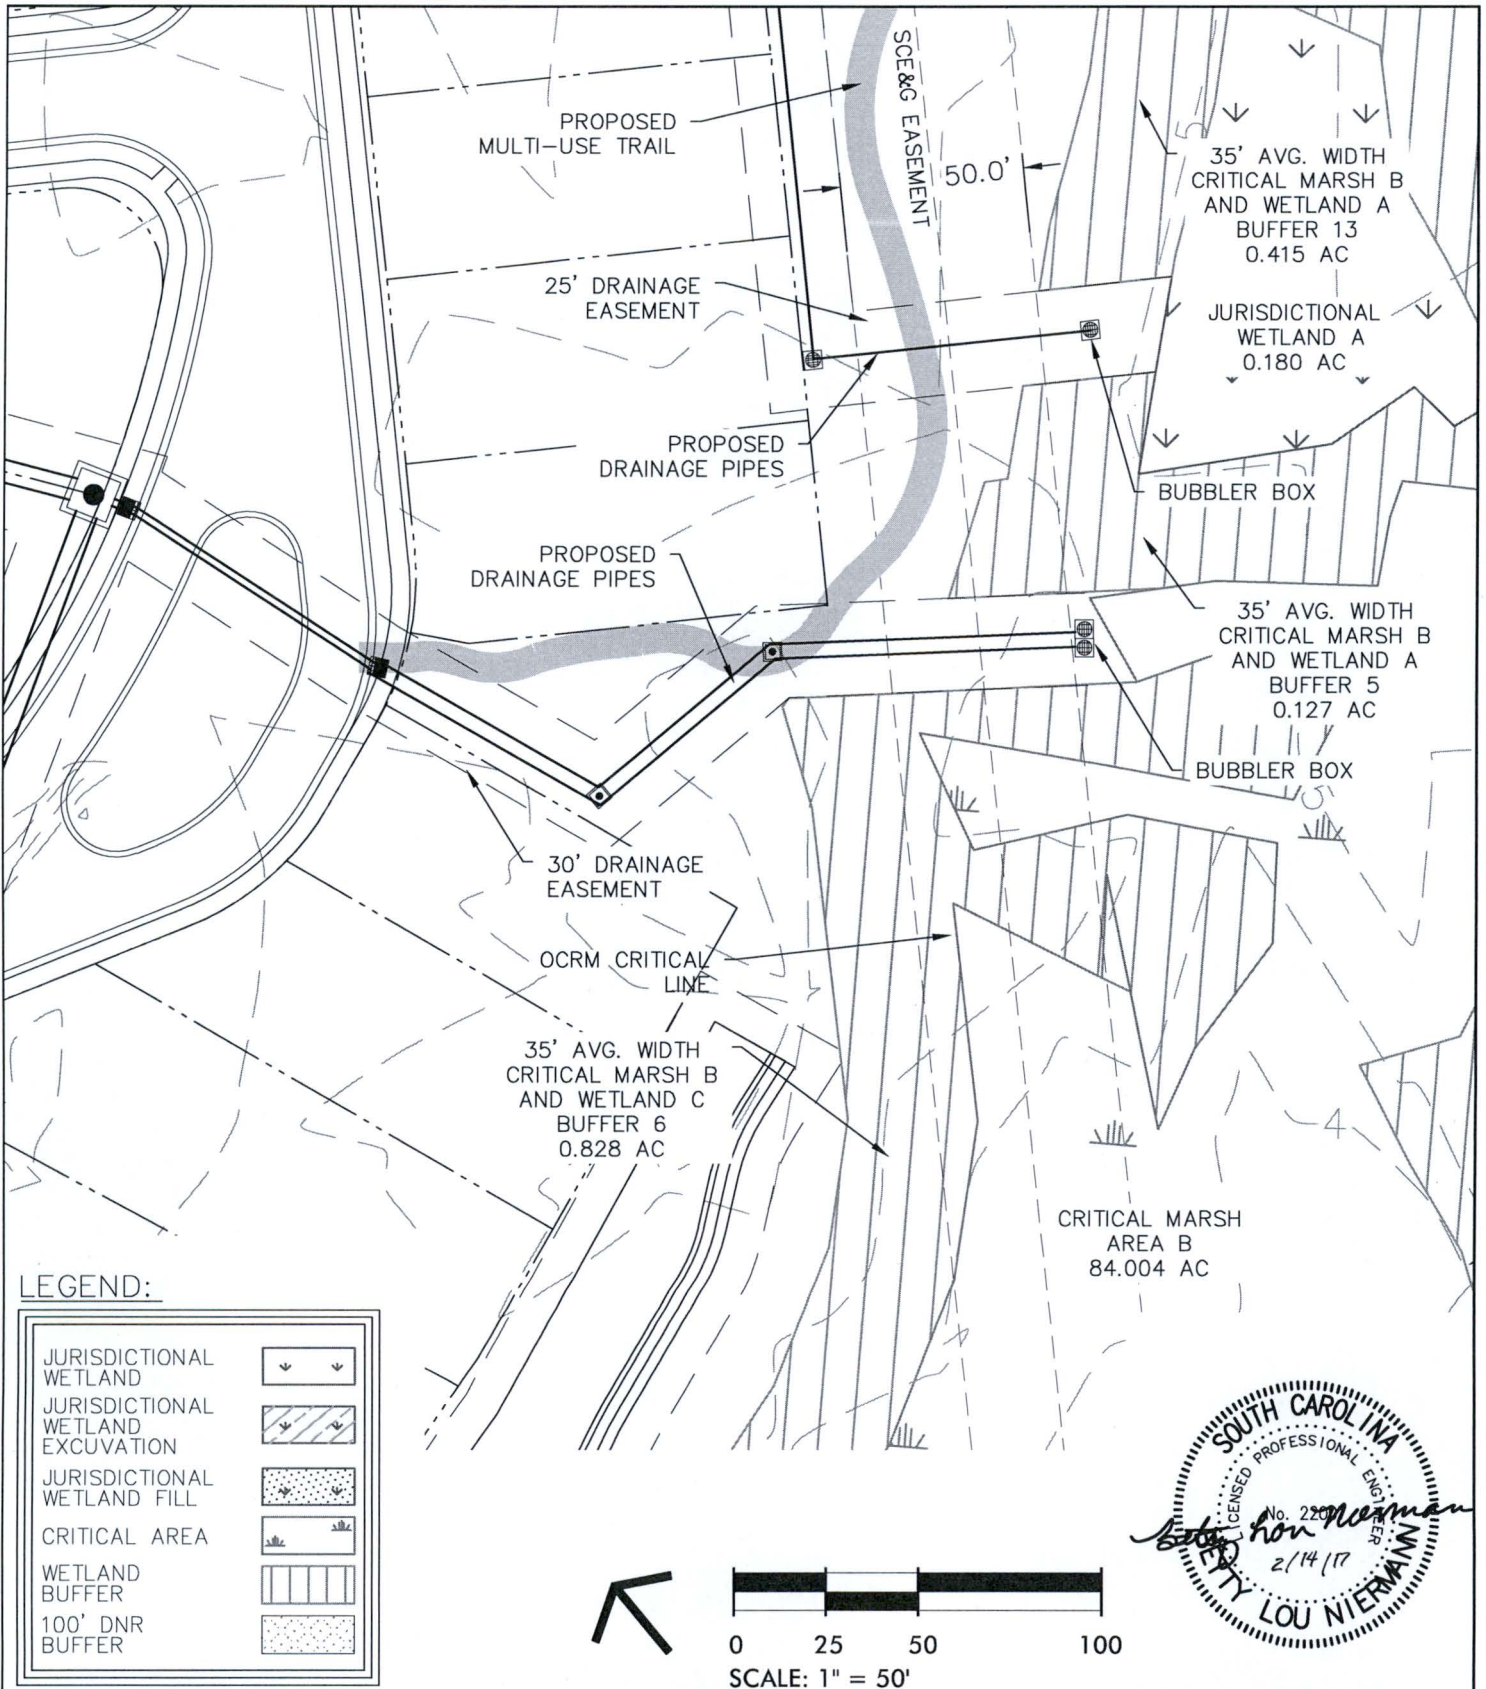 PROPOSED
MULTI-USE TRAIL
SCE&G EASEMENT
50.0'
5
35' AVG. WIDTH
CRITICAL MARSH B
AND WETLAND A
BUFFER 13
0.415 AC
JURISDICTIONAL
WETLAND A
0.180 AC
25' DRAINAGE
EASEMENT
PROPOSED
DRAINAGE PIPES
BUBBLER BOX
PROPOSED
DRAINAGE PIPES
35' AVG. WIDTH
CRITICAL MARSH B
AND WETLAND A
BUFFER 5
0.127 AC
BUBBLER BOX
5
30' DRAINAGE
EASEMENT
OCRM CRITICAL
LINE
35' AVG. WIDTH
CRITICAL MARSH B
AND WETLAND C
BUFFER 6
0.828 AC
4
CRITICAL MARSH
AREA B
84.004 AC
LEGEND:
JURISDICTIONAL
WETLAND
JURISDICTIONAL
WETLAND
EXCUVATION
JURISDICTIONAL
WETLAND FILL
CRITICAL AREA
WETLAND
BUFFER
100' DNR
BUFFER
0 25 50 100
SCALE: 1" = 50'
SOUTH CAROLINA
LICENSED PROFESSIONAL ENGINEER
No.
2/14/17
BETTY LOU NIERMANN